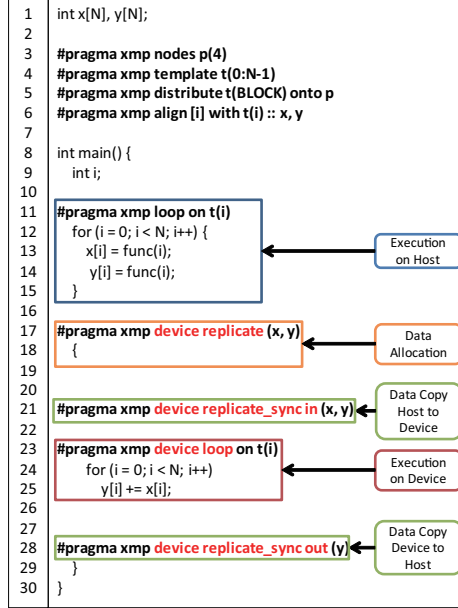 1 int x[N], y[N];
2
3 #pragma xmp nodes p(4)
4 #pragma xmp template t(0:N-1)
5 #pragma xmp distribute t(BLOCK) onto p
6 #pragma xmp align [i] with t(i) :: x, y
7
8 int main() {
9 int i;
10
11 #pragma xmp loop on t(i)
12 for (i = 0; i < N; i++) {
13 x[i] = func(i);
14 y[i] = func(i);
15 }
Execution
on Host
16
17 #pragma xmp device replicate (x, y)
18 {
Data
Allocation
19
20
21 #pragma xmp device replicate_sync in (x, y)
Data Copy
Host to
Device
22
23 #pragma xmp device loop on t(i)
24 for (i = 0; i < N; i++)
25 y[i] += x[i];
Execution
on Device
26
27
28 #pragma xmp device replicate_sync out (y)
Data Copy
Device to
Host
29 }
30 }